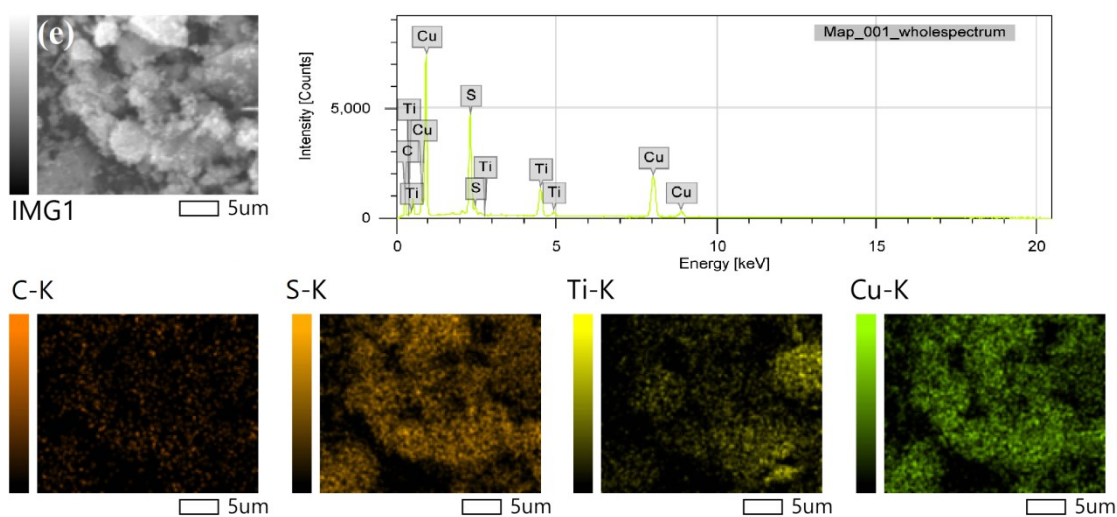 (e)
IMG1
5um
Map_001_wholespectrum
Intensity [Counts]
5,000
0
Cu
Ti
S
Cu
C
Ti
S
Ti
Ti
Ti
Cu
Cu
0 5 10 15 20
Energy [keV]
C-K S-K Ti-K Cu-K
5um 5um 5um 5um